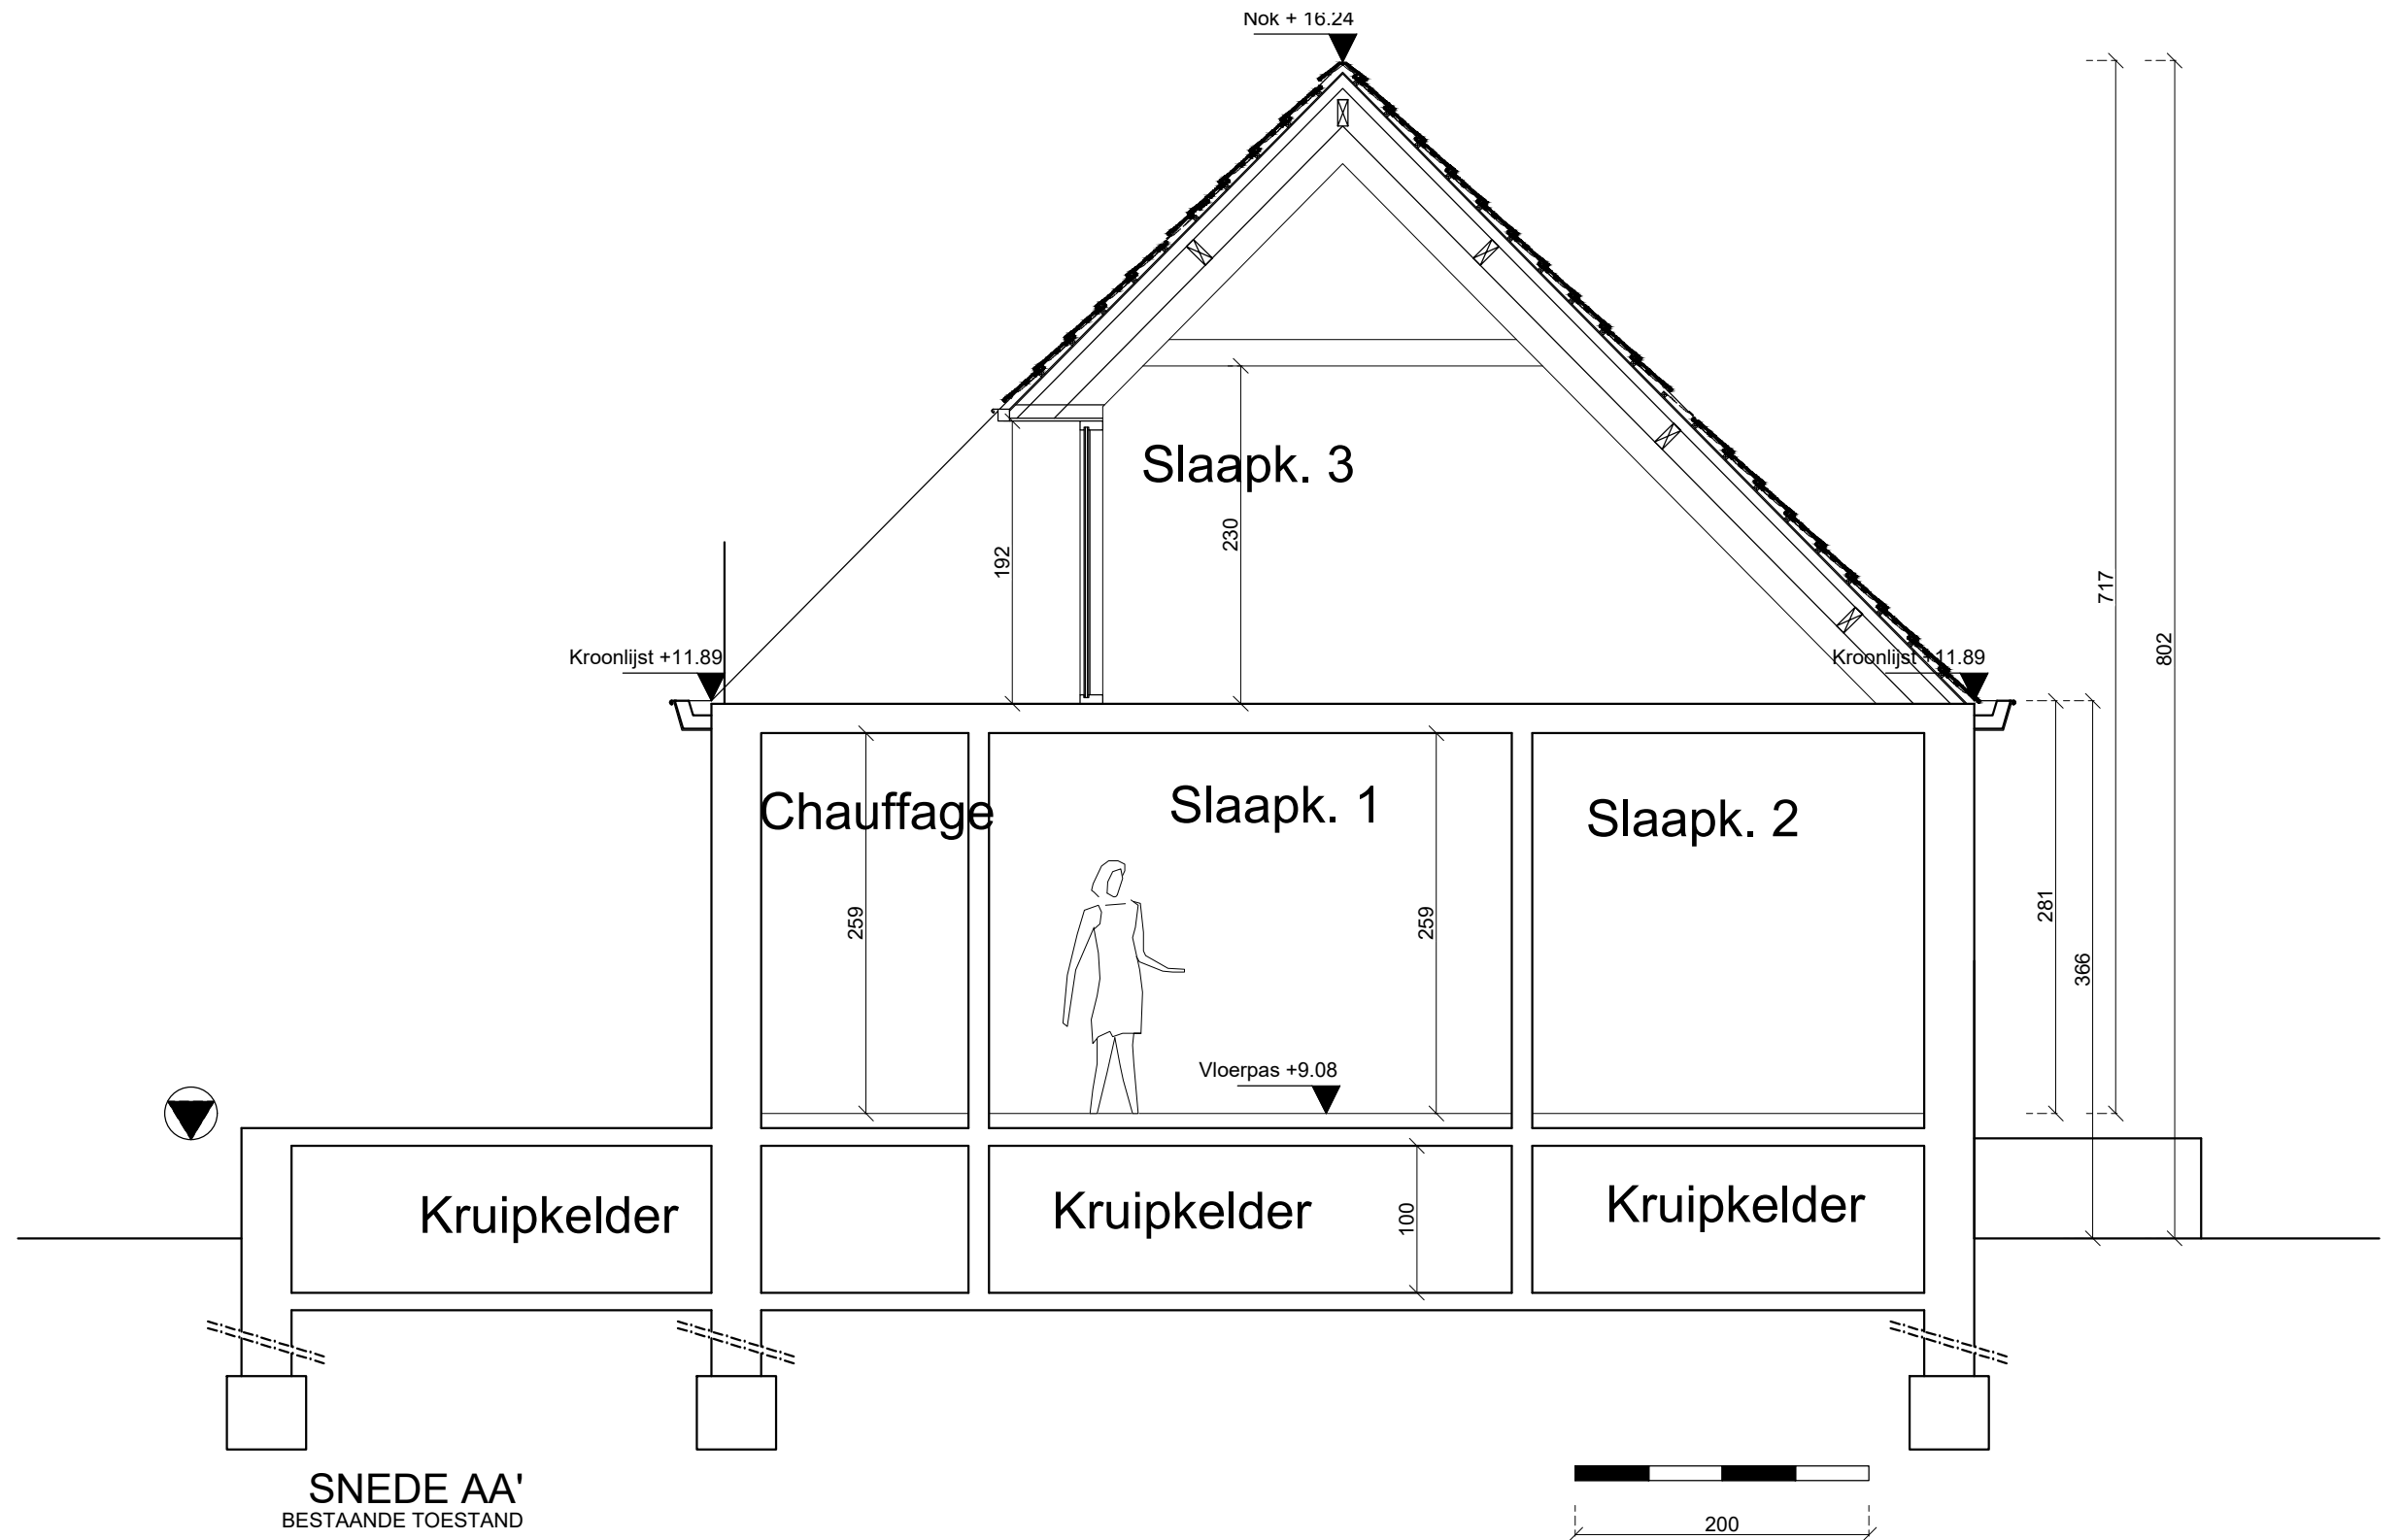 Nok + 16.24
Slaapk. 3
230
192
717
802
Kroonlijst +11.89
Kroonlijst +11.89
Chauffage
Slaapk. 1
Slaapk. 2
259
259
281
366
Vloerpas +9.08
Kruipkelder
Kruipkelder
100
Kruipkelder
SNEDE AA'
BESTAANDE TOESTAND
200